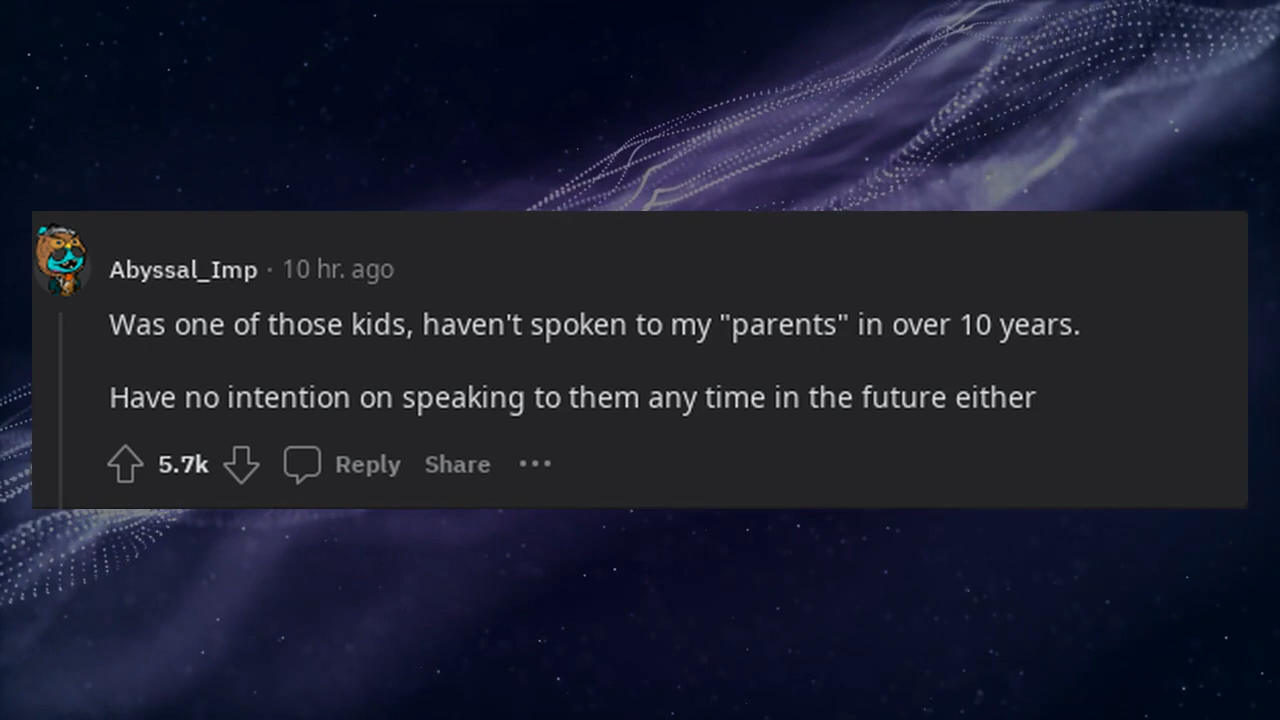 Abyssal_Imp · 10 hr. ago
Was one of those kids, haven't spoken to my "parents" in over 10 years.
Have no intention on speaking to them any time in the future either
5.7k Reply Share ···